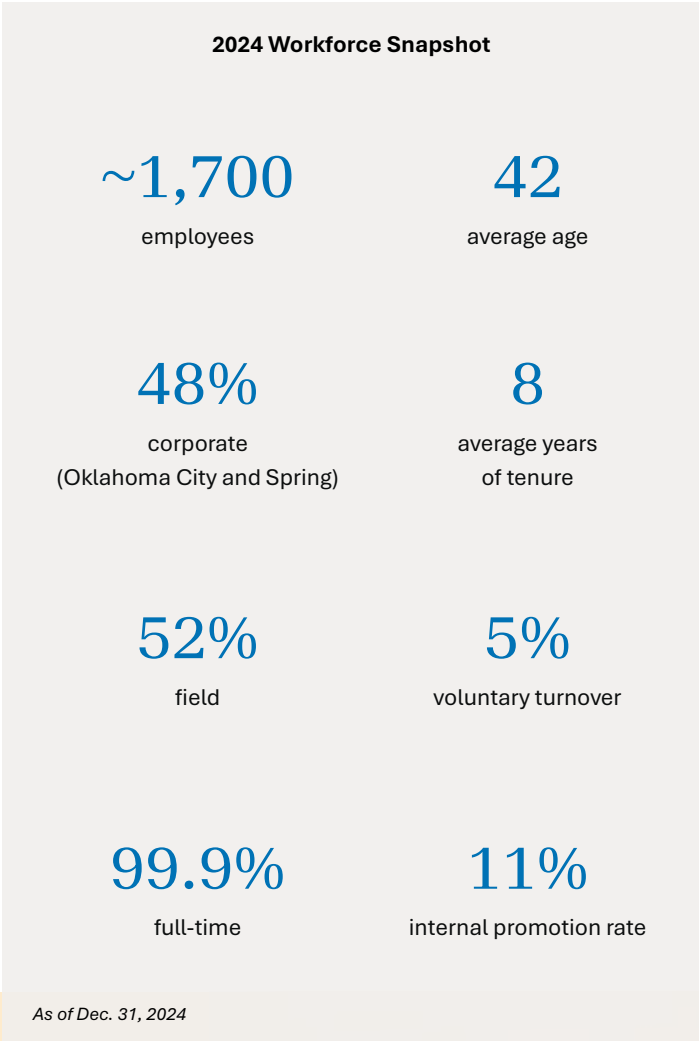 2024 Workforce Snapshot
~1,700
employees
42
average age
48%
corporate
(Oklahoma City and Spring)
8
average years
of tenure
52%
field
5%
voluntary turnover
99.9%
full-time
11%
internal promotion rate
As of Dec. 31, 2024